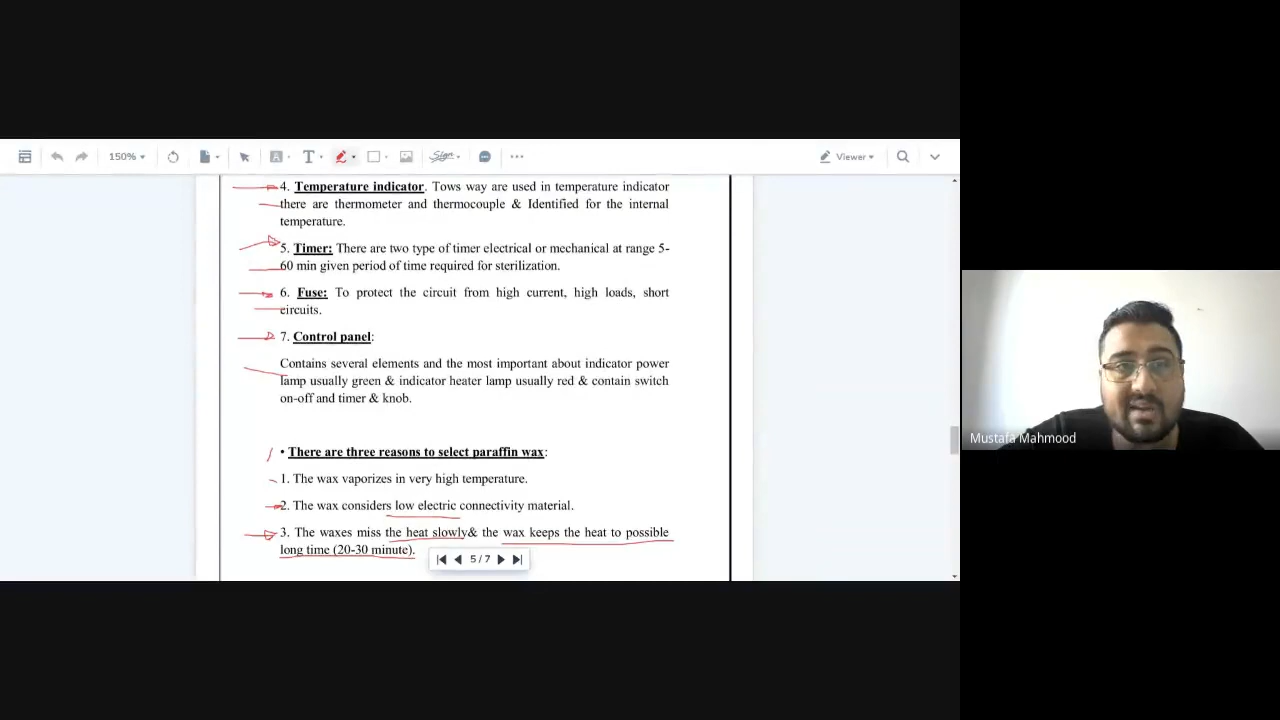 150%
Viewer
4. Temperature indicator. Tows way are used in temperature indicator
there are thermometer and thermocouple & Identified for the internal
temperature.
5. Timer: There are two type of timer electrical or mechanical at range 5-
60 min given period of time required for sterilization.
6. Fuse: To protect the circuit from high current, high loads, short
circuits.
7. Control panel:
Contains several elements and the most important about indicator power
lamp usually green & indicator heater lamp usually red & contain switch
on-off and timer & knob.
• There are three reasons to select paraffin wax:
1. The wax vaporizes in very high temperature.
2. The wax considers low electric connectivity material.
3. The waxes miss the heat slowly& the wax keeps the heat to possible
long time (20-30 minute).
5 / 7
Mustafa Mahmood